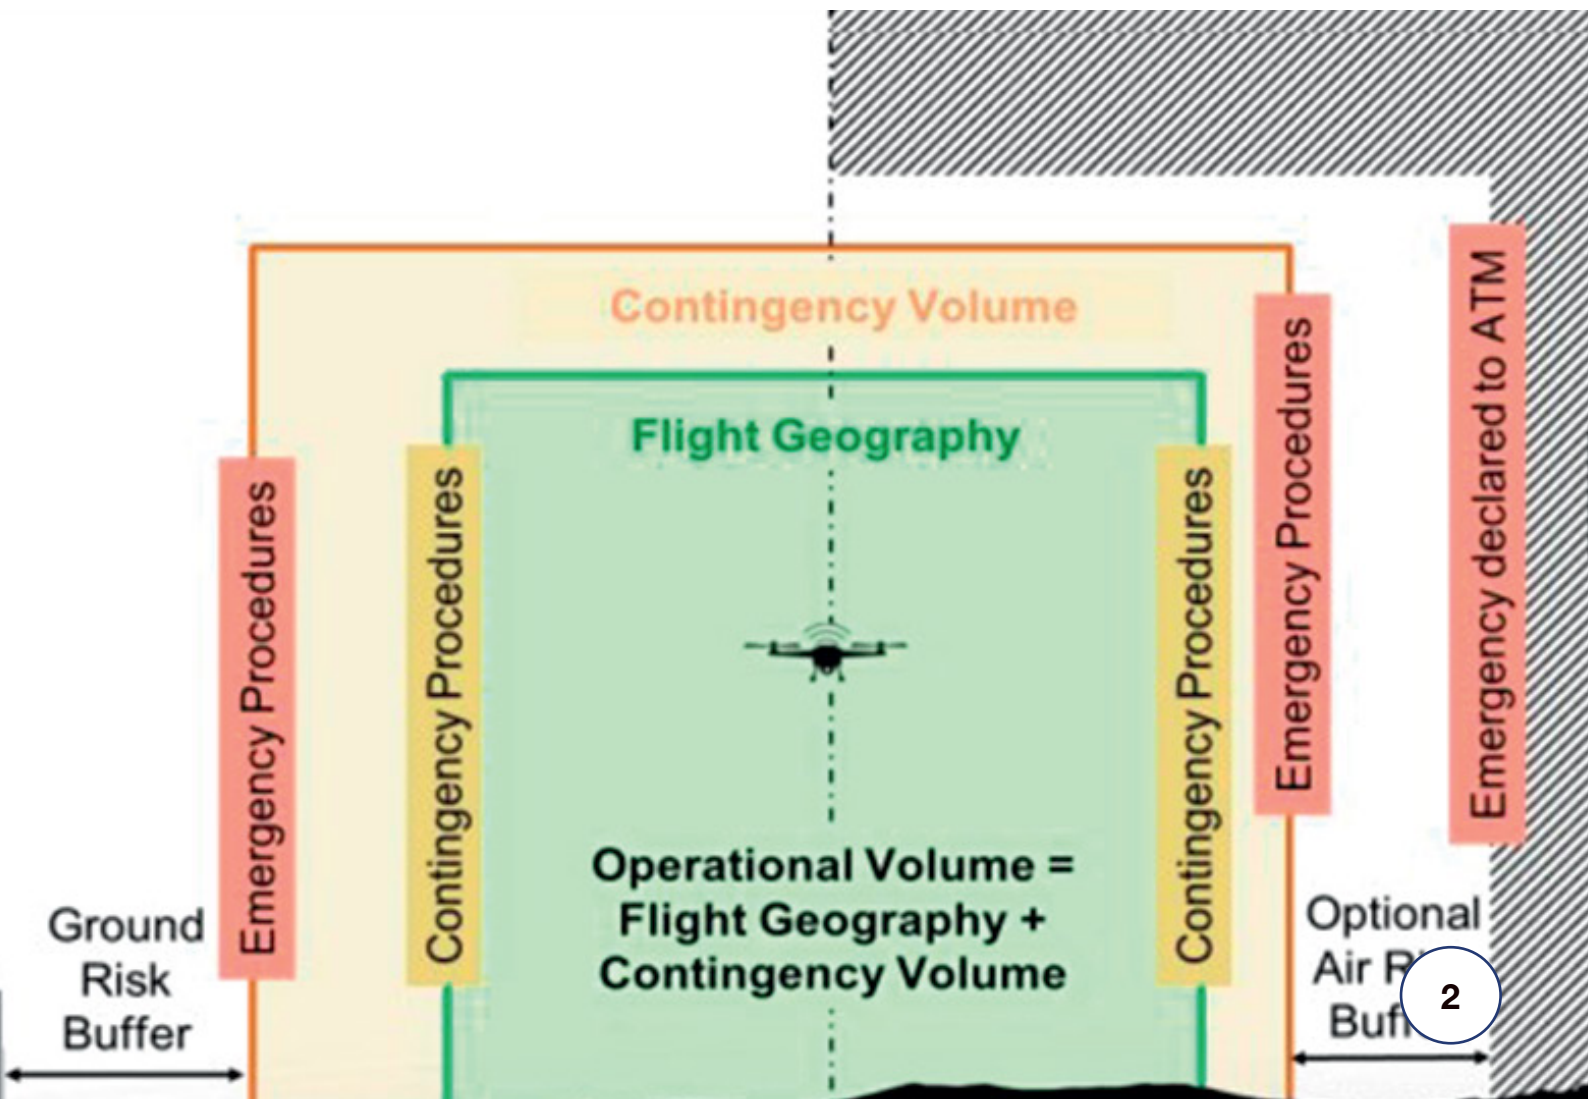 Contingency Volume
Flight Geography
Emergency Procedures
Contingency Procedures
Contingency Procedures
Emergency Procedures
Emergency declared to ATM
Operational Volume =
Flight Geography +
Contingency Volume
Ground
Risk
Buffer
Optional
Air
2